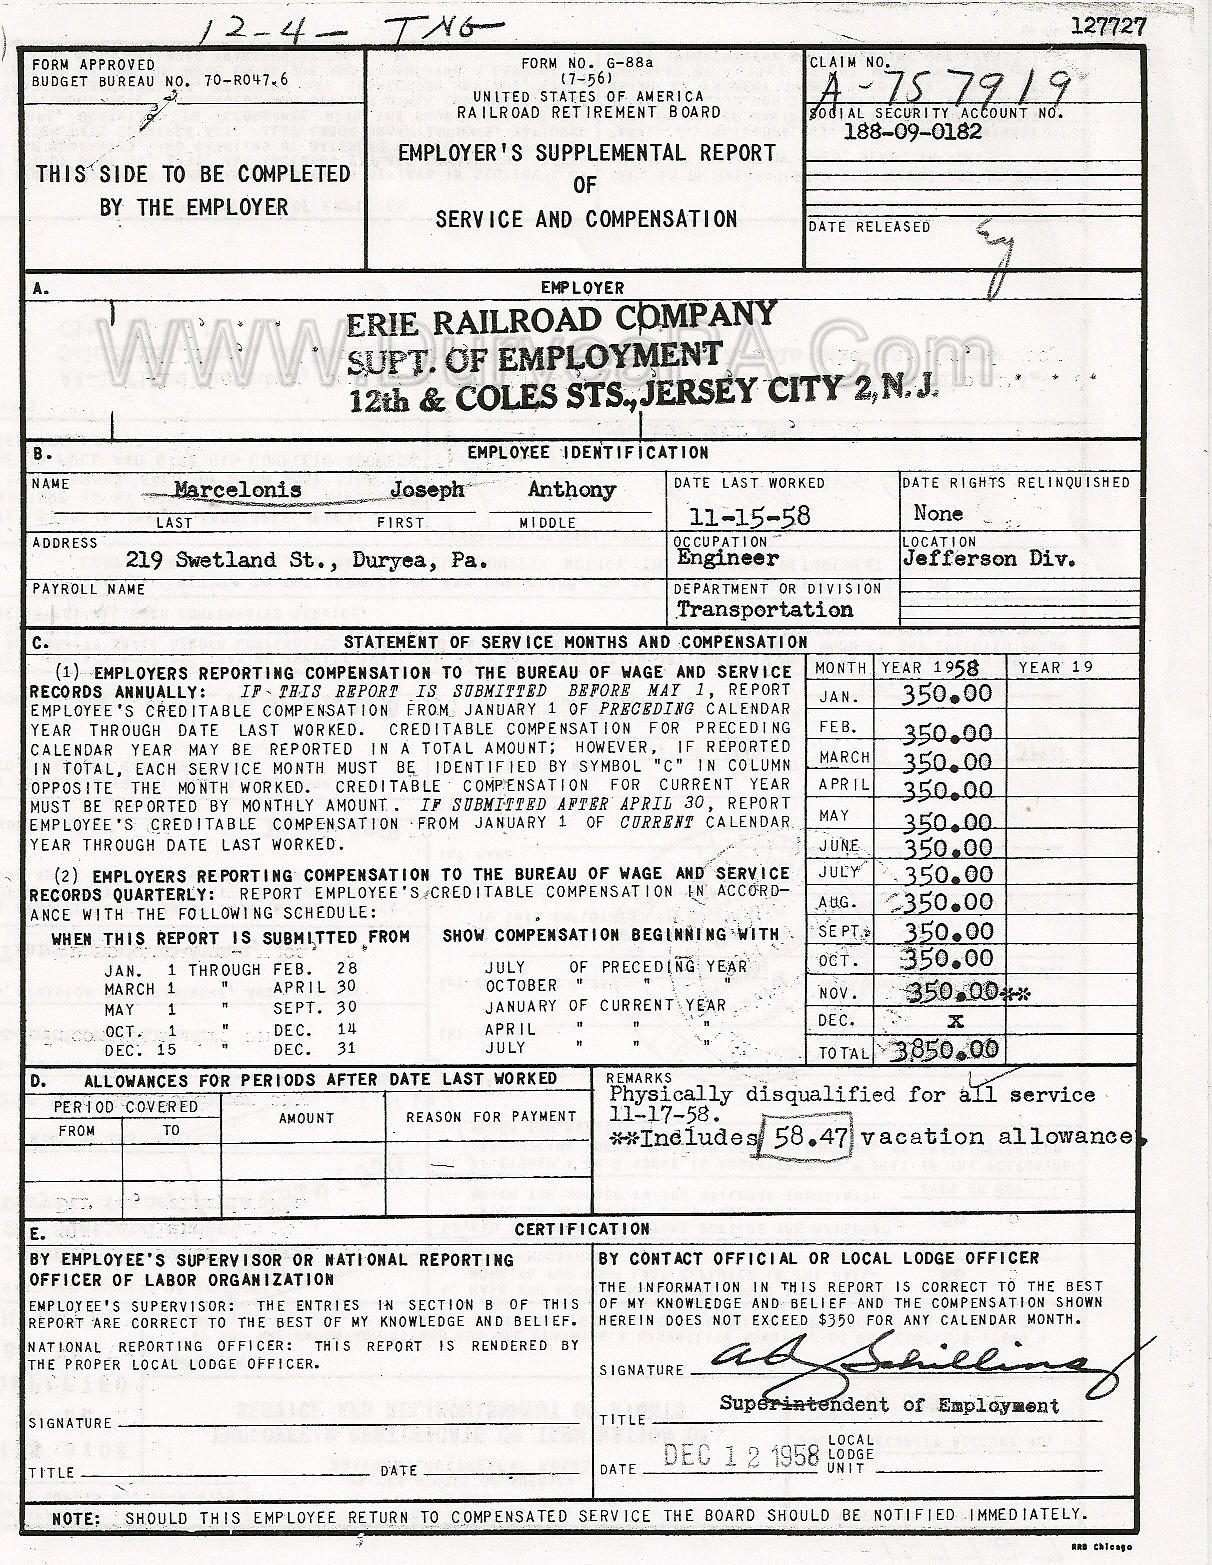 12-4- TNG
127727
FORM APPROVED
BUDGET BUREAU NO. 70-R047.6
THIS SIDE TO BE COMPLETED
BY THE EMPLOYER
FORM NO. G-88a
(7-56)
UNITED STATES OF AMERICA
RAILROAD RETIREMENT BOARD
EMPLOYER'S SUPPLEMENTAL REPORT
OF
SERVICE AND COMPENSATION
CLAIM NO.
A-757919
SOCIAL SECURITY ACCOUNT NO.
188-09-0182
DATE RELEASED
A. EMPLOYER
WWW.DuryeaPA.Com
ERIE RAILROAD COMPANY
SUPT. OF EMPLOYMENT
12th & COLES STS., JERSEY CITY 2, N.J.
B. EMPLOYEE IDENTIFICATION
NAME Marcelonis Joseph Anthony
LAST FIRST MIDDLE
DATE LAST WORKED
11-15-58
DATE RIGHTS RELINQUISHED
None
ADDRESS
219 Swetland St., Duryea, Pa.
OCCUPATION
Engineer
LOCATION
Jefferson Div.
PAYROLL NAME
DEPARTMENT OR DIVISION
Transportation
C. STATEMENT OF SERVICE MONTHS AND COMPENSATION
(1) EMPLOYERS REPORTING COMPENSATION TO THE BUREAU OF WAGE AND SERVICE
RECORDS ANNUALLY: IF THIS REPORT IS SUBMITTED BEFORE MAY 1, REPORT
EMPLOYEE'S CREDITABLE COMPENSATION FROM JANUARY 1 OF PRECEDING CALENDAR
YEAR THROUGH DATE LAST WORKED. CREDITABLE COMPENSATION FOR PRECEDING
CALENDAR YEAR MAY BE REPORTED IN A TOTAL AMOUNT; HOWEVER, IF REPORTED
IN TOTAL, EACH SERVICE MONTH MUST BE IDENTIFIED BY SYMBOL "C" IN COLUMN
OPPOSITE THE MONTH WORKED. CREDITABLE COMPENSATION FOR CURRENT YEAR
MUST BE REPORTED BY MONTHLY AMOUNT. IF SUBMITTED AFTER APRIL 30, REPORT
EMPLOYEE'S CREDITABLE COMPENSATION FROM JANUARY 1 OF CURRENT CALENDAR
YEAR THROUGH DATE LAST WORKED.
(2) EMPLOYERS REPORTING COMPENSATION TO THE BUREAU OF WAGE AND SERVICE
RECORDS QUARTERLY: REPORT EMPLOYEE'S CREDITABLE COMPENSATION IN ACCORD-
ANCE WITH THE FOLLOWING SCHEDULE:
WHEN THIS REPORT IS SUBMITTED FROM SHOW COMPENSATION BEGINNING WITH
JAN. 1 THROUGH FEB. 28 JULY OF PRECEDING YEAR
MARCH 1 " APRIL 30 OCTOBER " " "
MAY 1 " SEPT. 30 JANUARY OF CURRENT YEAR
OCT. 1 " DEC. 14 APRIL " " "
DEC. 15 " DEC. 31 JULY " " "
MONTH YEAR 1958 YEAR 19
JAN. 350.00
FEB. 350.00
MARCH 350.00
APRIL 350.00
MAY 350.00
JUNE 350.00
JULY 350.00
AUG. 350.00
SEPT. 350.00
OCT. 350.00
NOV. 350.00**
DEC. X
TOTAL 3850.00
D. ALLOWANCES FOR PERIODS AFTER DATE LAST WORKED
PERIOD COVERED
FROM TO
AMOUNT
REASON FOR PAYMENT
REMARKS
Physically disqualified for all service
11-17-58.
**Includes 58.47 vacation allowance.
E. CERTIFICATION
BY EMPLOYEE'S SUPERVISOR OR NATIONAL REPORTING
OFFICER OF LABOR ORGANIZATION
EMPLOYEE'S SUPERVISOR: THE ENTRIES IN SECTION B OF THIS
REPORT ARE CORRECT TO THE BEST OF MY KNOWLEDGE AND BELIEF.
NATIONAL REPORTING OFFICER: THIS REPORT IS RENDERED BY
THE PROPER LOCAL LODGE OFFICER.
SIGNATURE
TITLE DATE
BY CONTACT OFFICIAL OR LOCAL LODGE OFFICER
THE INFORMATION IN THIS REPORT IS CORRECT TO THE BEST
OF MY KNOWLEDGE AND BELIEF AND THE COMPENSATION SHOWN
HEREIN DOES NOT EXCEED $350 FOR ANY CALENDAR MONTH.
SIGNATURE Schilling
TITLE Superintendent of Employment
DATE DEC 12 1958 LOCAL LODGE UNIT
NOTE: SHOULD THIS EMPLOYEE RETURN TO COMPENSATED SERVICE THE BOARD SHOULD BE NOTIFIED IMMEDIATELY.
RRB Chicago